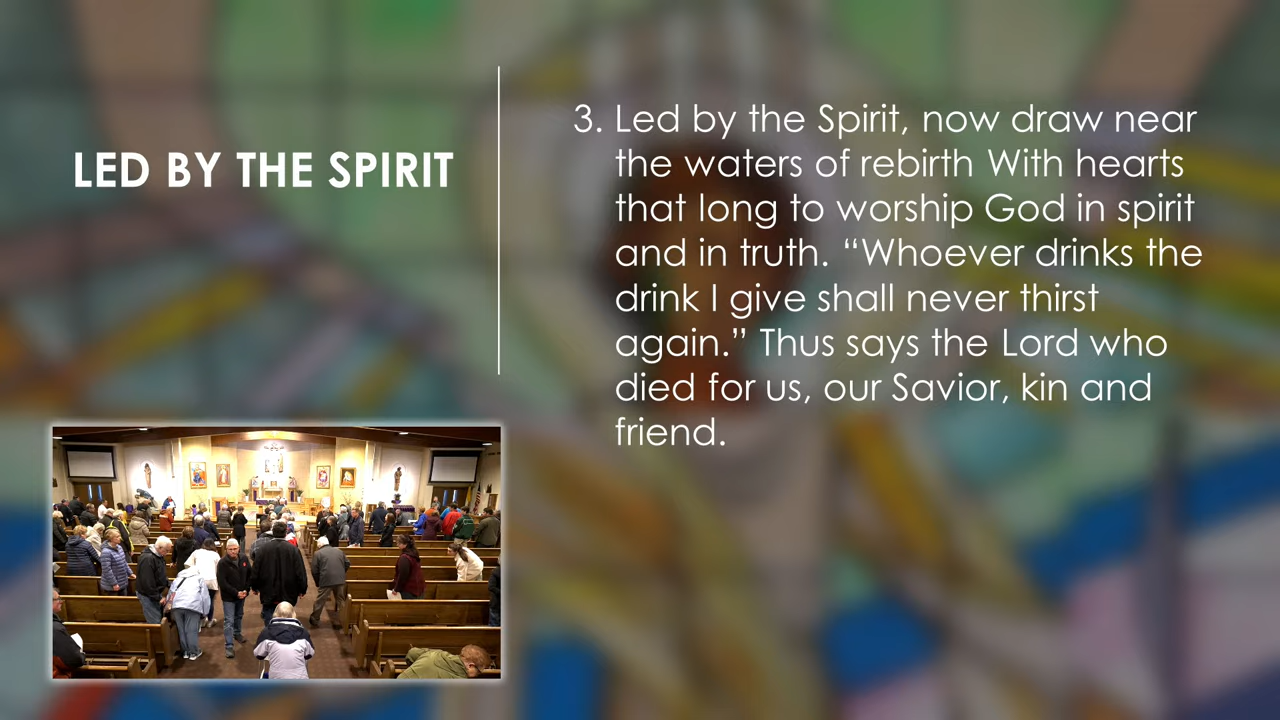 LED BY THE SPIRIT
3. Led by the Spirit, now draw near
the waters of rebirth With hearts
that long to worship God in spirit
and in truth. “Whoever drinks the
drink I give shall never thirst
again.” Thus says the Lord who
died for us, our Savior, kin and
friend.